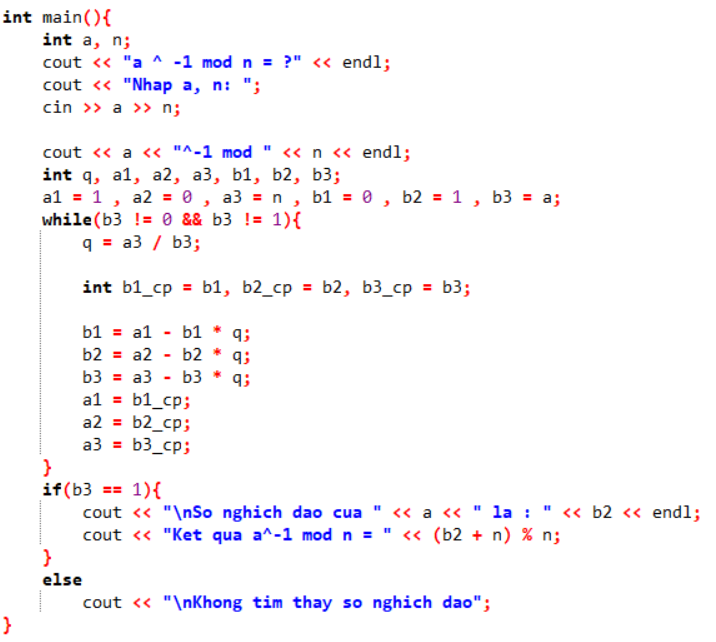 int main(){
    int a, n;
    cout << "a ^ -1 mod n = ?" << endl;
    cout << "Nhap a, n: ";
    cin >> a >> n;

    cout << a << "^-1 mod " << n << endl;
    int q, a1, a2, a3, b1, b2, b3;
    a1 = 1 , a2 = 0 , a3 = n , b1 = 0 , b2 = 1 , b3 = a;
    while(b3 != 0 && b3 != 1){
        q = a3 / b3;

        int b1_cp = b1, b2_cp = b2, b3_cp = b3;

        b1 = a1 - b1 * q;
        b2 = a2 - b2 * q;
        b3 = a3 - b3 * q;
        a1 = b1_cp;
        a2 = b2_cp;
        a3 = b3_cp;
    }
    if(b3 == 1){
        cout << "\nSo nghich dao cua " << a << " la : " << b2 << endl;
        cout << "Ket qua a^-1 mod n = " << (b2 + n) % n;
    }
    else
        cout << "\nKhong tim thay so nghich dao";
}